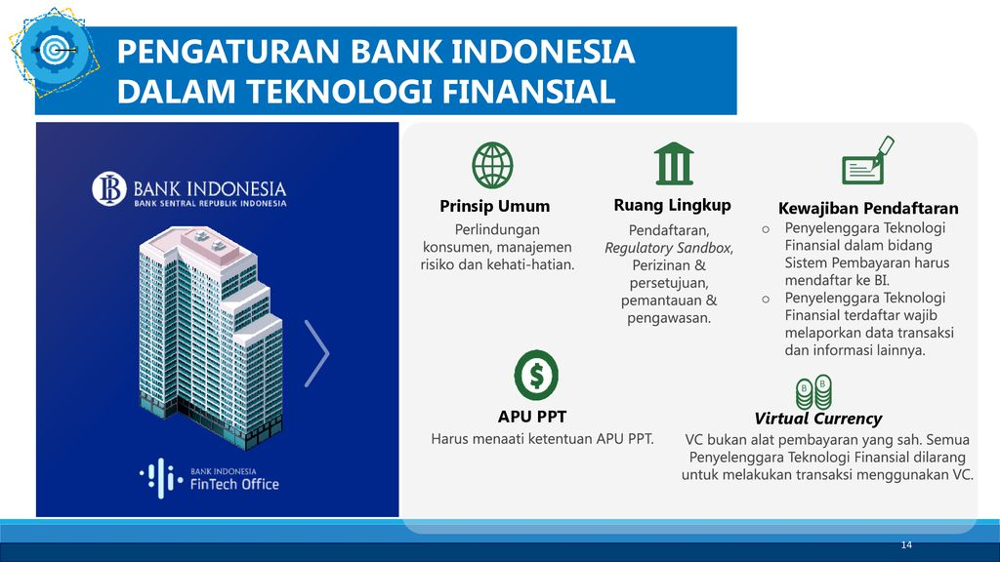 PENGATURAN BANK INDONESIA
DALAM TEKNOLOGI FINANSIAL
BANK INDONESIA
BANK SENTRAL REPUBLIK INDONESIA
BANK INDONESIA
FinTech Office
Prinsip Umum
Perlindungan
konsumen, manajemen
risiko dan kehati-hatian.
Ruang Lingkup
Pendaftaran,
Regulatory Sandbox,
Perizinan &
persetujuan,
pemantauan &
pengawasan.
Kewajiban Pendaftaran
o Penyelenggara Teknologi
Finansial dalam bidang
Sistem Pembayaran harus
mendaftar ke BI.
o Penyelenggara Teknologi
Finansial terdaftar wajib
melaporkan data transaksi
dan informasi lainnya.
$
APU PPT
Harus menaati ketentuan APU PPT.
B B
Virtual Currency
VC bukan alat pembayaran yang sah. Semua
Penyelenggara Teknologi Finansial dilarang
untuk melakukan transaksi menggunakan VC.
14